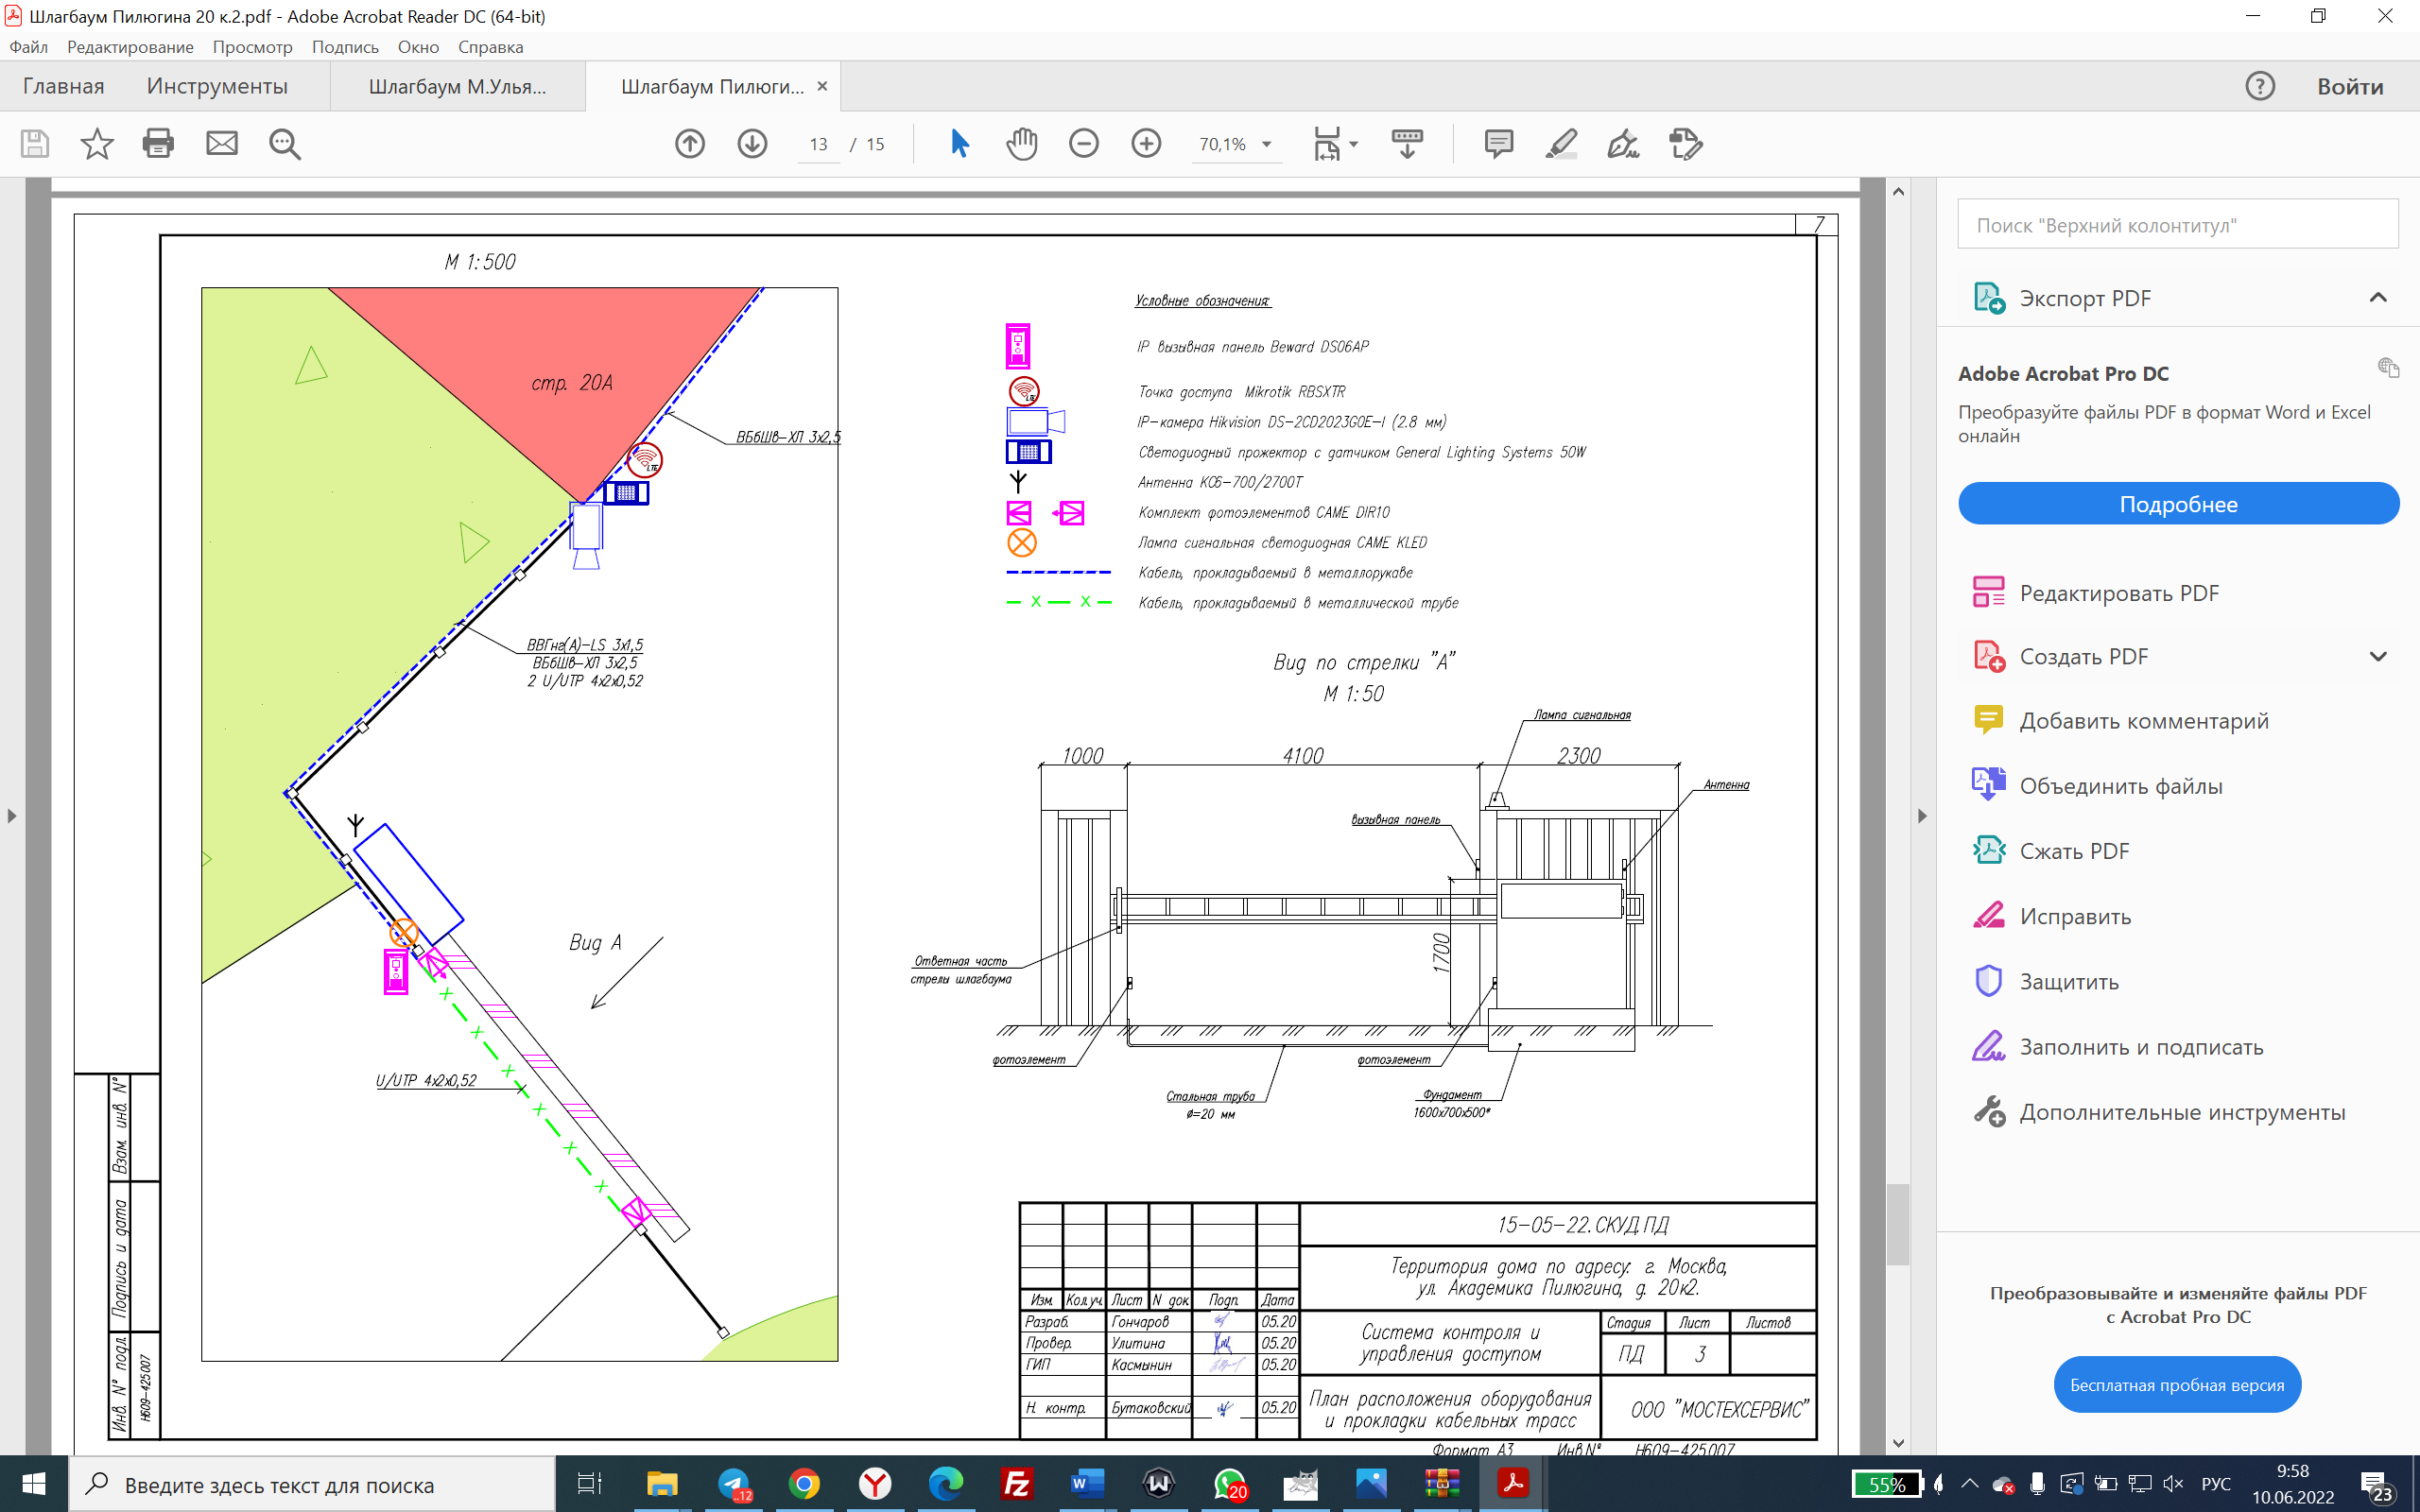 Шлагбаум Пилюгина 20 к.2.pdf - Adobe Acrobat Reader DC (64-bit)
Файл Редактирование Просмотр Подпись Окно Справка
Главная Инструменты Шлагбаум М.Улья... Шлагбаум Пилюги... Войти
13 / 15 70,1%
7
М 1:500
стр. 20А
ВБбШв-ХЛ 3х2,5
LTE
ВВГнг(А)-LS 3х1,5
ВБбШв-ХЛ 3х2,5
2 U/UTP 4х2х0,52
Вид А
U/UTP 4х2х0,52
Условные обозначения:
IP вызывная панель Beward DS06AP
LTE
Точка доступа Mikrotik RBSXTR
IP-камера Hikvision DS-2CD2023G0E-I (2.8 мм)
Светодиодный прожектор с датчиком General Lighting Systems 50W
Антенна КС6-700/2700Т
Комплект фотоэлементов CAME DIR10
Лампа сигнальная светодиодная CAME KLED
Кабель, прокладываемый в металлорукаве
Кабель, прокладываемый в металлической трубе
Вид по стрелки "А"
М 1:50
Лампа сигнальная
1000 4100 2300
Антенна
вызывная панель
1700
Ответная часть
стрелы шлагбаума
фотоэлемент
фотоэлемент
Стальная труба
Ø=20 мм
Фундамент
1600х700х500*
Взам. инв. N°
Подпись и дата
Инв. N° подл.
Н609-425007
15-05-22.СКУД.ПД
Территория дома по адресу: г. Москва,
ул. Академика Пилюгина, д. 20к2.
Изм. Кол.уч. Лист N док. Подп. Дата
Разраб. Гончаров 05.20
Провер. Улитина 05.20
ГИП Касмынин 05.20
Н. контр. Бутаковский 05.20
Система контроля и
управления доступом
Стадия Лист Листов
ПД 3
План расположения оборудования
и прокладки кабельных трасс
ООО "МОСТЕХСЕРВИС"
Формат А3 Инв.N° Н609-425007
Поиск "Верхний колонтитул"
Экспорт PDF
Adobe Acrobat Pro DC
Преобразуйте файлы PDF в формат Word и Excel
онлайн
Подробнее
Редактировать PDF
Создать PDF
Добавить комментарий
Объединить файлы
Сжать PDF
Исправить
Защитить
Заполнить и подписать
Дополнительные инструменты
Преобразовывайте и изменяйте файлы PDF
с Acrobat Pro DC
Бесплатная пробная версия
Введите здесь текст для поиска
..12
20
55%
РУС
9:58
10.06.2022
23